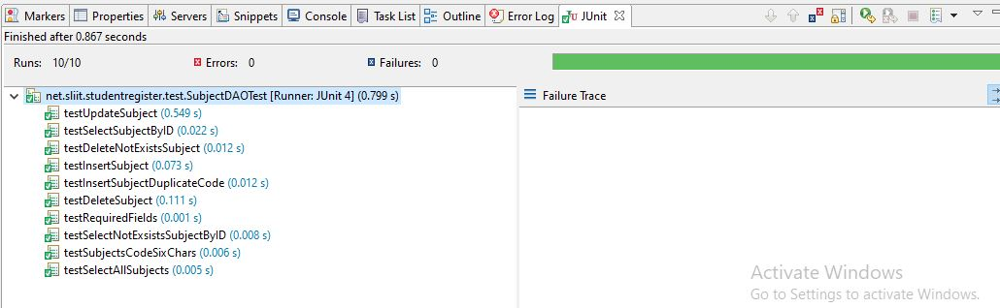 Markers Properties Servers Snippets Console Task List Outline Error Log JUnit
Finished after 0.867 seconds
Runs: 10/10 Errors: 0 Failures: 0
net.sliit.studentregister.test.SubjectDAOTest [Runner: JUnit 4] (0.799 s)
Failure Trace
testUpdateSubject (0.549 s)
testSelectSubjectByID (0.022 s)
testDeleteNotExistsSubject (0.012 s)
testInsertSubject (0.073 s)
testInsertSubjectDuplicateCode (0.012 s)
testDeleteSubject (0.111 s)
testRequiredFields (0.001 s)
testSelectNotExsistsSubjectByID (0.008 s)
testSubjectsCodeSixChars (0.006 s)
testSelectAllSubjects (0.005 s)
Activate Windows
Go to Settings to activate Windows.